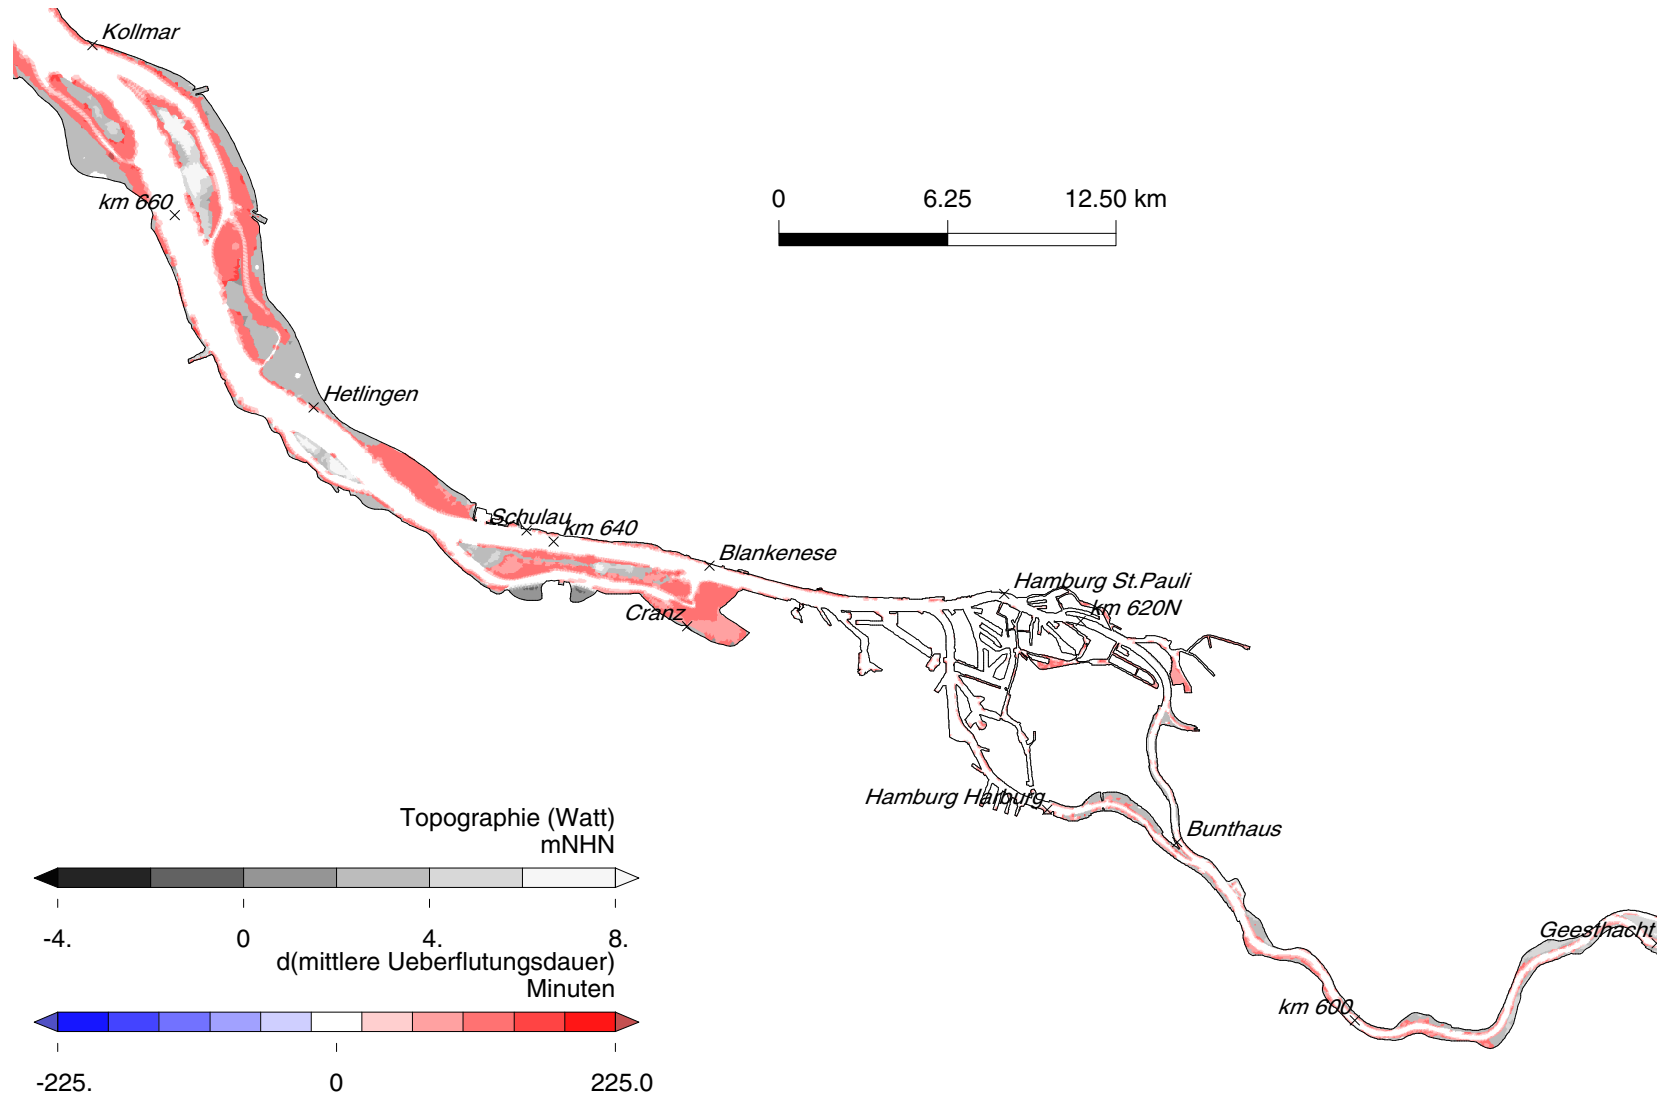 Kollmar
km 660
0 6.25 12.50 km
Hetlingen
Schulau
km 640
Blankenese
Hamburg St.Pauli
km 620N
Cranz
Hamburg Harburg
Bunthaus
Geesthacht
km 600
Topographie (Watt)
mNHN
-4. 0 4. 8.
d(mittlere Ueberflutungsdauer)
Minuten
-225. 0 225.0